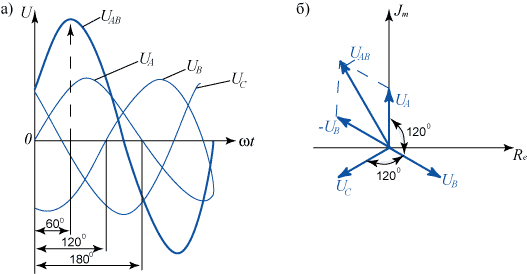 а)
U
U_AB
U_A
U_B
U_C
0
ωt
60⁰
120⁰
180⁰
б)
J_m
U_AB
U_A
120⁰
-U_B
R_e
U_C
120⁰
U_B